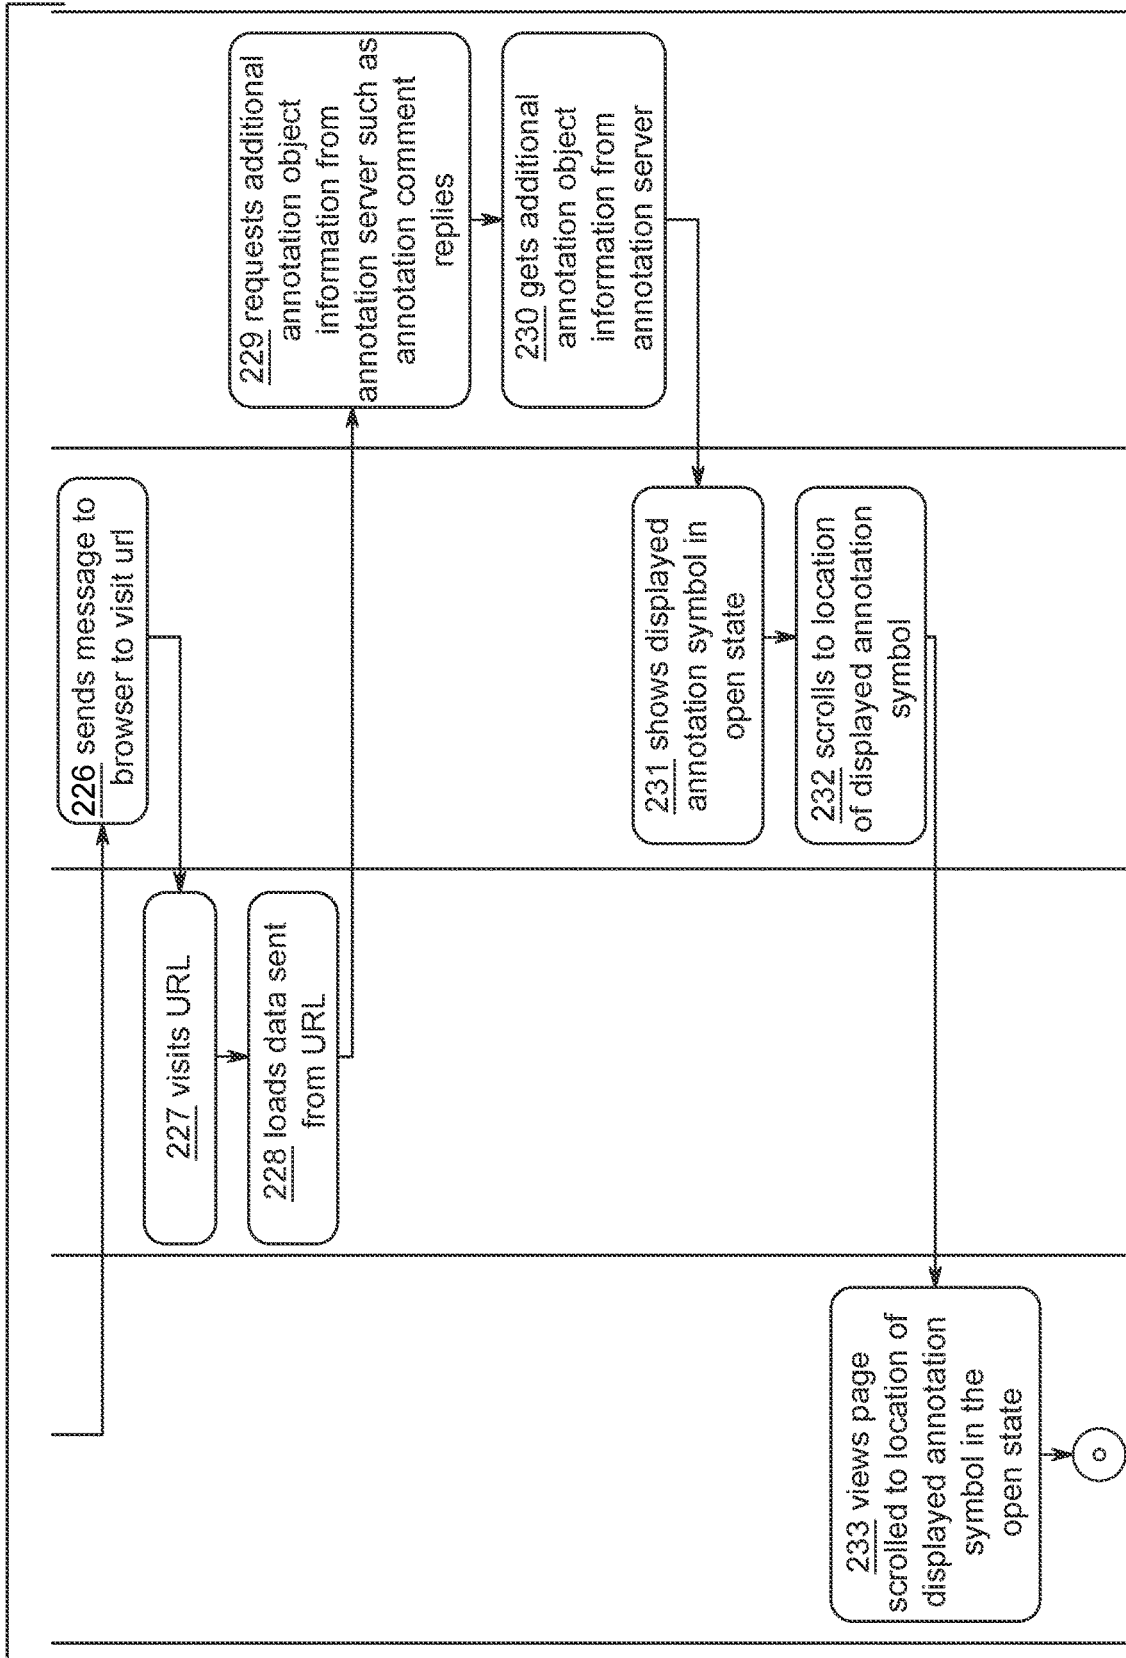 226 sends message to
browser to visit url
227 visits URL
228 loads data sent
from URL
229 requests additional
annotation object
information from
annotation server such as
annotation comment
replies
230 gets additional
annotation object
information from
annotation server
231 shows displayed
annotation symbol in
open state
232 scrolls to location
of displayed annotation
symbol
233 views page
scrolled to location of
displayed annotation
symbol in the
open state